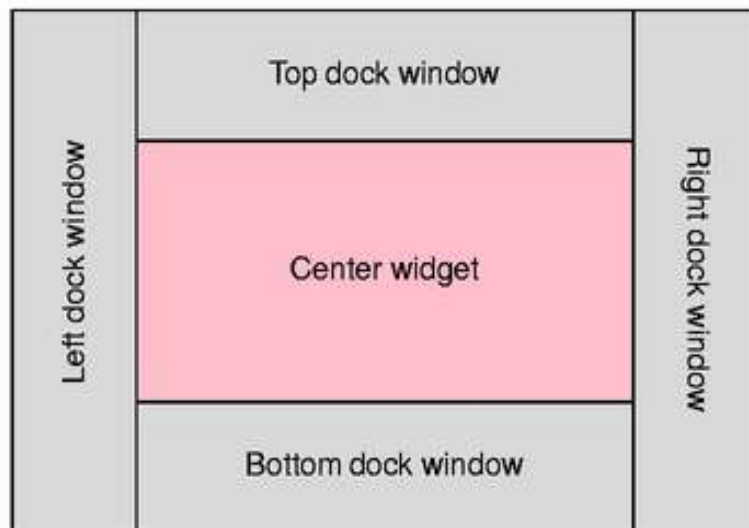 Top dock window
Left dock window
Center widget
Right dock window
Bottom dock window